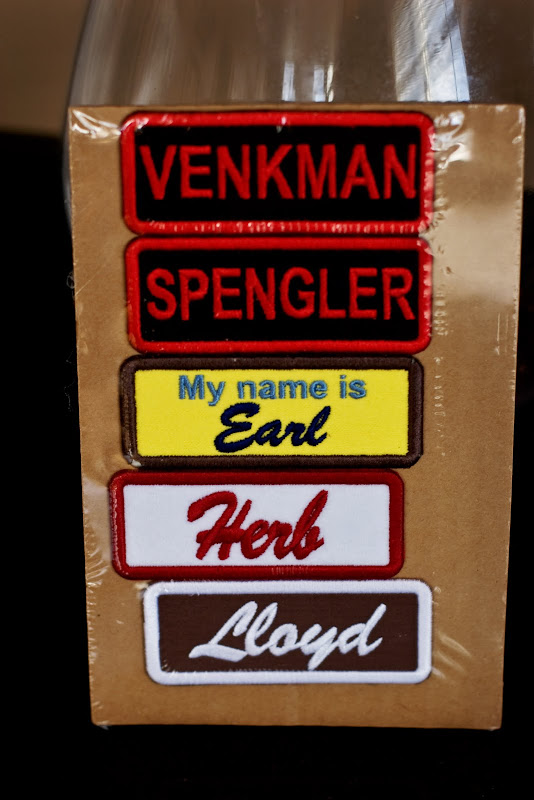 VENKMAN
SPENGLER
My name is
Earl
Herb
Lloyd